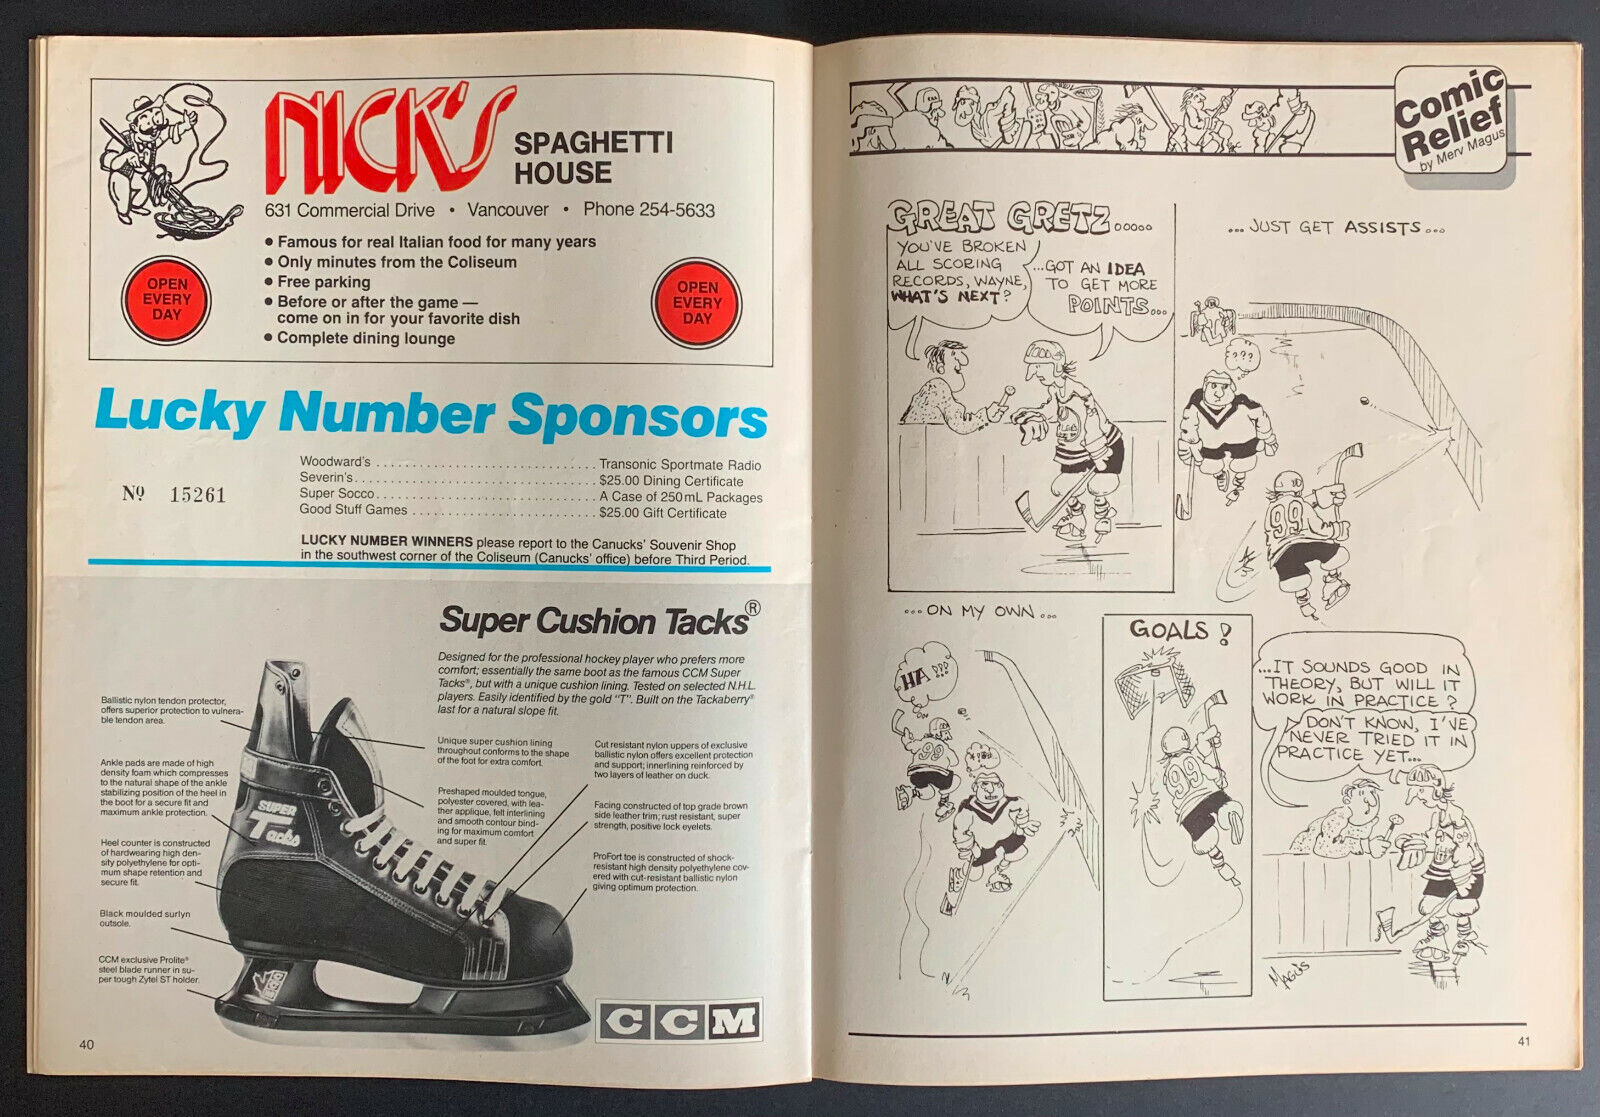 NICK'S
SPAGHETTI
HOUSE
631 Commercial Drive • Vancouver • Phone 254-5633
• Famous for real Italian food for many years
• Only minutes from the Coliseum
• Free parking
• Before or after the game —
come on in for your favorite dish
• Complete dining lounge
OPEN
EVERY
DAY
OPEN
EVERY
DAY
Lucky Number Sponsors
Nº 15261
Woodward's . . . . . . . . . . . . . . . . . . . . . . . . . . . . . . Transonic Sportmate Radio
Severin's . . . . . . . . . . . . . . . . . . . . . . . . . . . . . . . . . $25.00 Dining Certificate
Super Socco . . . . . . . . . . . . . . . . . . . . . . . . . . . . . A Case of 250mL Packages
Good Stuff Games . . . . . . . . . . . . . . . . . . . . . . . . . $25.00 Gift Certificate
LUCKY NUMBER WINNERS please report to the Canucks' Souvenir Shop
in the southwest corner of the Coliseum (Canucks' office) before Third Period.
Super Cushion Tacks®
Designed for the professional hockey player who prefers more
comfort; essentially the same boot as the famous CCM Super
Tacks®, but with a unique cushion lining. Tested on selected N.H.L.
players. Easily identified by the gold "T". Built on the Tackaberry®
last for a natural slope fit.
Ballistic nylon tendon protector,
offers superior protection to vulnera-
ble tendon area.
Ankle pads are made of high
density foam which compresses
to the natural shape of the ankle
stabilizing position of the heel in
the boot for a secure fit and
maximum ankle protection.
Heel counter is constructed
of hardwearing high den-
sity polyethylene for opti-
mum shape retention and
secure fit.
Black moulded surlyn
outsole.
CCM exclusive Prolite®
steel blade runner in su-
per tough Zytel ST holder.
Unique super cushion lining
throughout conforms to the shape
of the foot for extra comfort.
Preshaped moulded tongue,
polyester covered, with lea-
ther applique, felt interlining
and smooth contour bind-
ing for maximum comfort
and super fit.
Cut resistant nylon uppers of exclusive
ballistic nylon offers excellent protection
and support; innerlining reinforced by
two layers of leather on duck.
Facing constructed of top grade brown
side leather trim; rust resistant, super
strength, positive lock eyelets.
ProFort toe is constructed of shock-
resistant high density polyethylene cov-
ered with cut-resistant ballistic nylon
giving optimum protection.
SUPER
Tacks
CCM
40
Comic
Relief
by Merv Magus
GREAT GRETZ.....
YOU'VE BROKEN
ALL SCORING
RECORDS, WAYNE,
WHAT'S NEXT?
...GOT AN IDEA
TO GET MORE
POINTS...
... JUST GET ASSISTS ...
???
99
... ON MY OWN ...
HA !!!
99
?!?
GOALS!
99
...IT SOUNDS GOOD IN
THEORY, BUT WILL IT
WORK IN PRACTICE?
DON'T KNOW, I'VE
NEVER TRIED IT IN
PRACTICE YET...
MAGUS
41